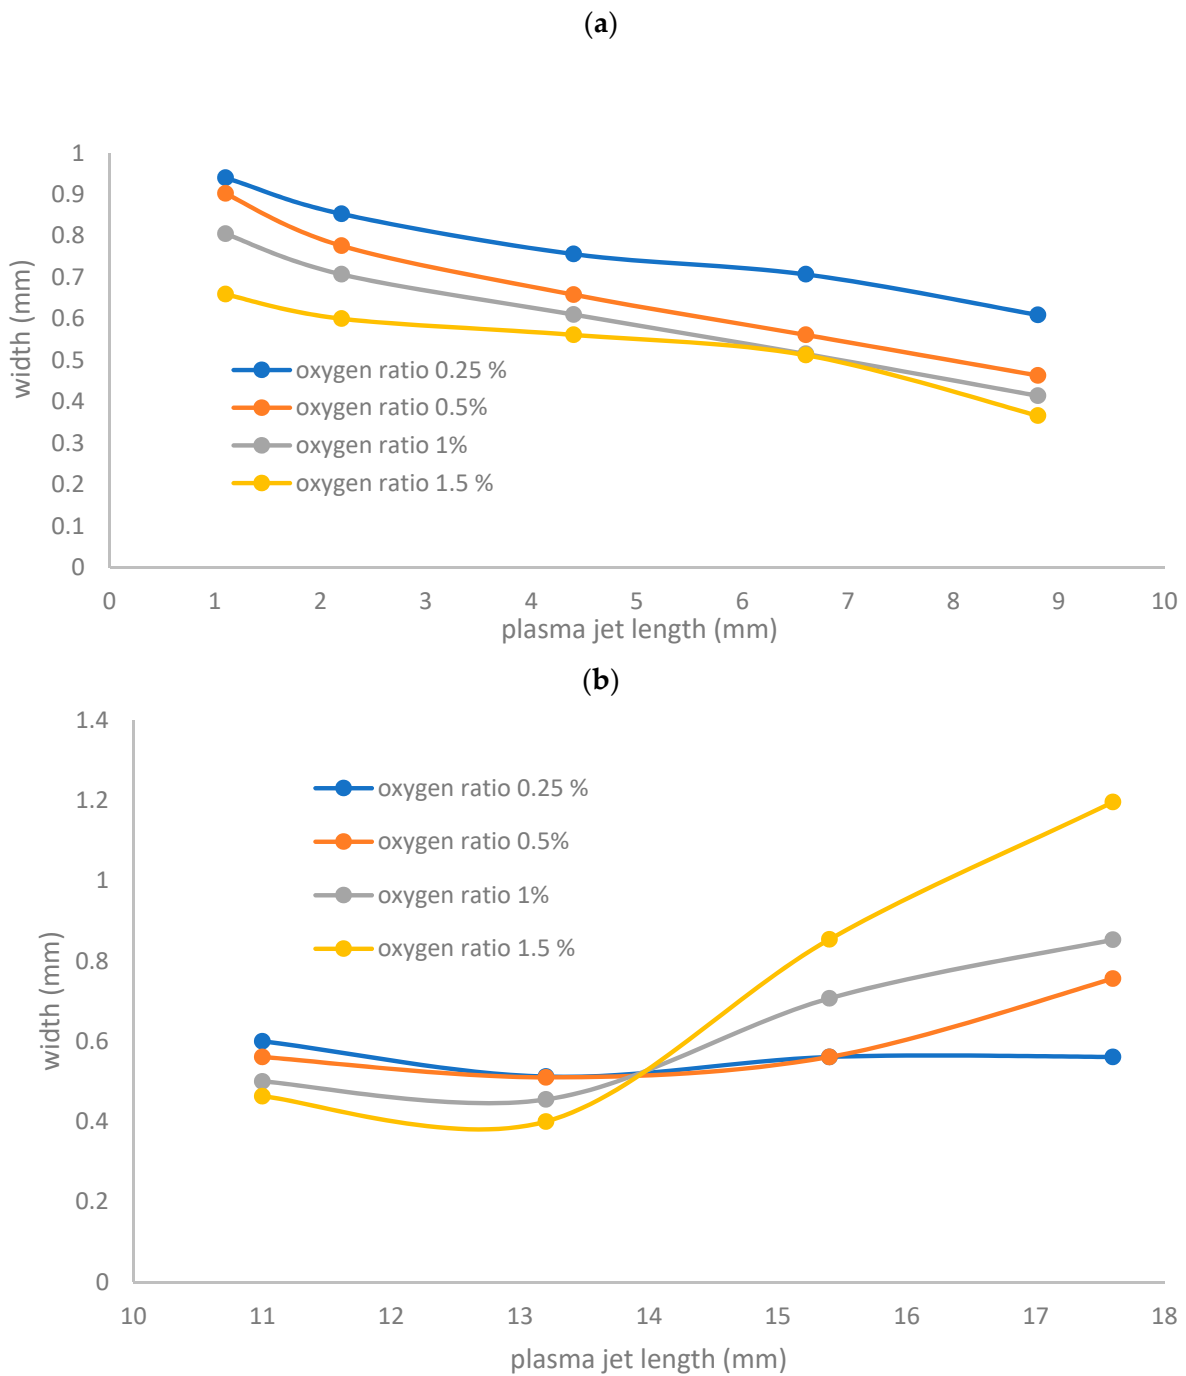 (a)
1
0.9
0.8
0.7
0.6
0.5
0.4
0.3
0.2
0.1
0
width (mm)
oxygen ratio 0.25 %
oxygen ratio 0.5%
oxygen ratio 1%
oxygen ratio 1.5 %
0 1 2 3 4 5 6 7 8 9 10
plasma jet length (mm)
(b)
1.4
1.2
1
0.8
0.6
0.4
0.2
0
width (mm)
oxygen ratio 0.25 %
oxygen ratio 0.5%
oxygen ratio 1%
oxygen ratio 1.5 %
10 11 12 13 14 15 16 17 18
plasma jet length (mm)